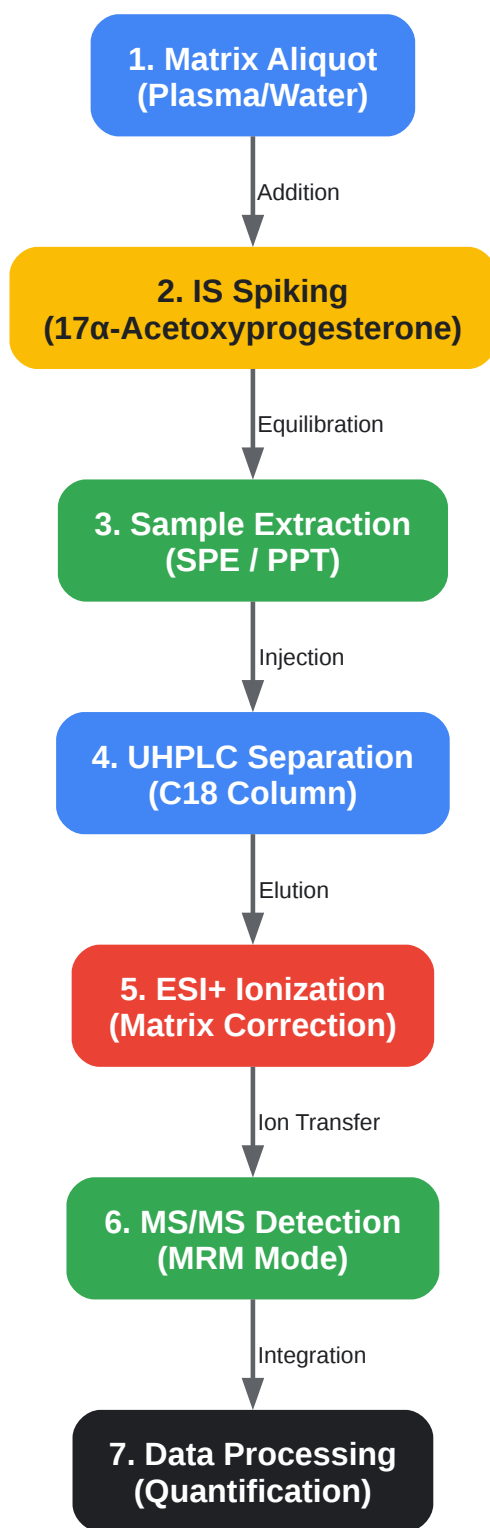 1. Matrix Aliquot
(Plasma/Water)
Addition
2. IS Spiking
(17α-Acetoxyprogesterone)
Equilibration
3. Sample Extraction
(SPE / PPT)
Injection
4. UHPLC Separation
(C18 Column)
Elution
5. ESI+ Ionization
(Matrix Correction)
Ion Transfer
6. MS/MS Detection
(MRM Mode)
Integration
7. Data Processing
(Quantification)